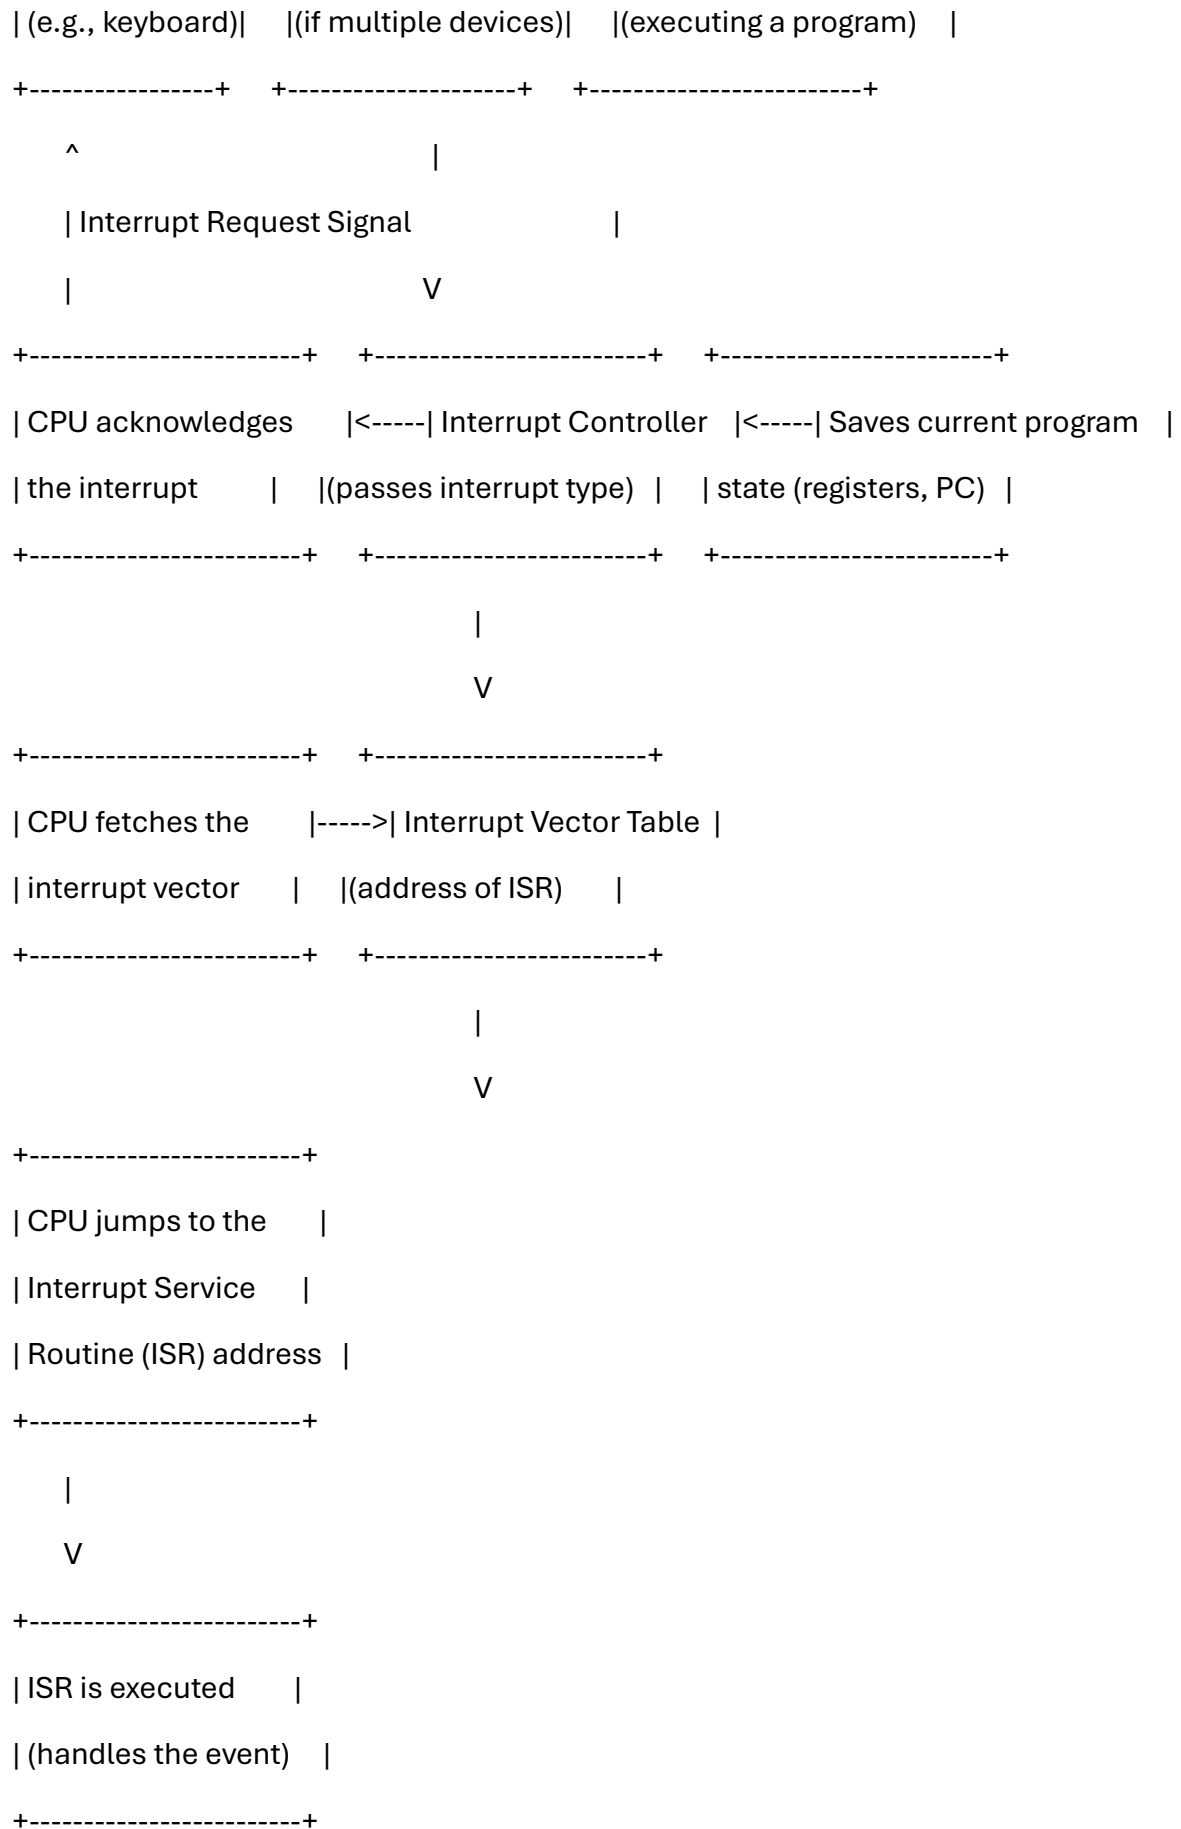 | (e.g., keyboard)|     |(if multiple devices)|     |(executing a program)    |
+-----------------+     +---------------------+     +-------------------------+
^                                            |
| Interrupt Request Signal                         |
|                                            V
+-------------------------+     +-------------------------+     +-------------------------+
| CPU acknowledges       |<-----| Interrupt Controller   |<-----| Saves current program   |
| the interrupt         |     |(passes interrupt type)  |     | state (registers, PC)  |
+-------------------------+     +-------------------------+     +-------------------------+
|
V
+-------------------------+     +-------------------------+
| CPU fetches the        |----->| Interrupt Vector Table  |
| interrupt vector       |     |(address of ISR)       |
+-------------------------+     +-------------------------+
|
V
+-------------------------+
| CPU jumps to the       |
| Interrupt Service      |
| Routine (ISR) address  |
+-------------------------+
|
V
+-------------------------+
| ISR is executed        |
| (handles the event)    |
+-------------------------+